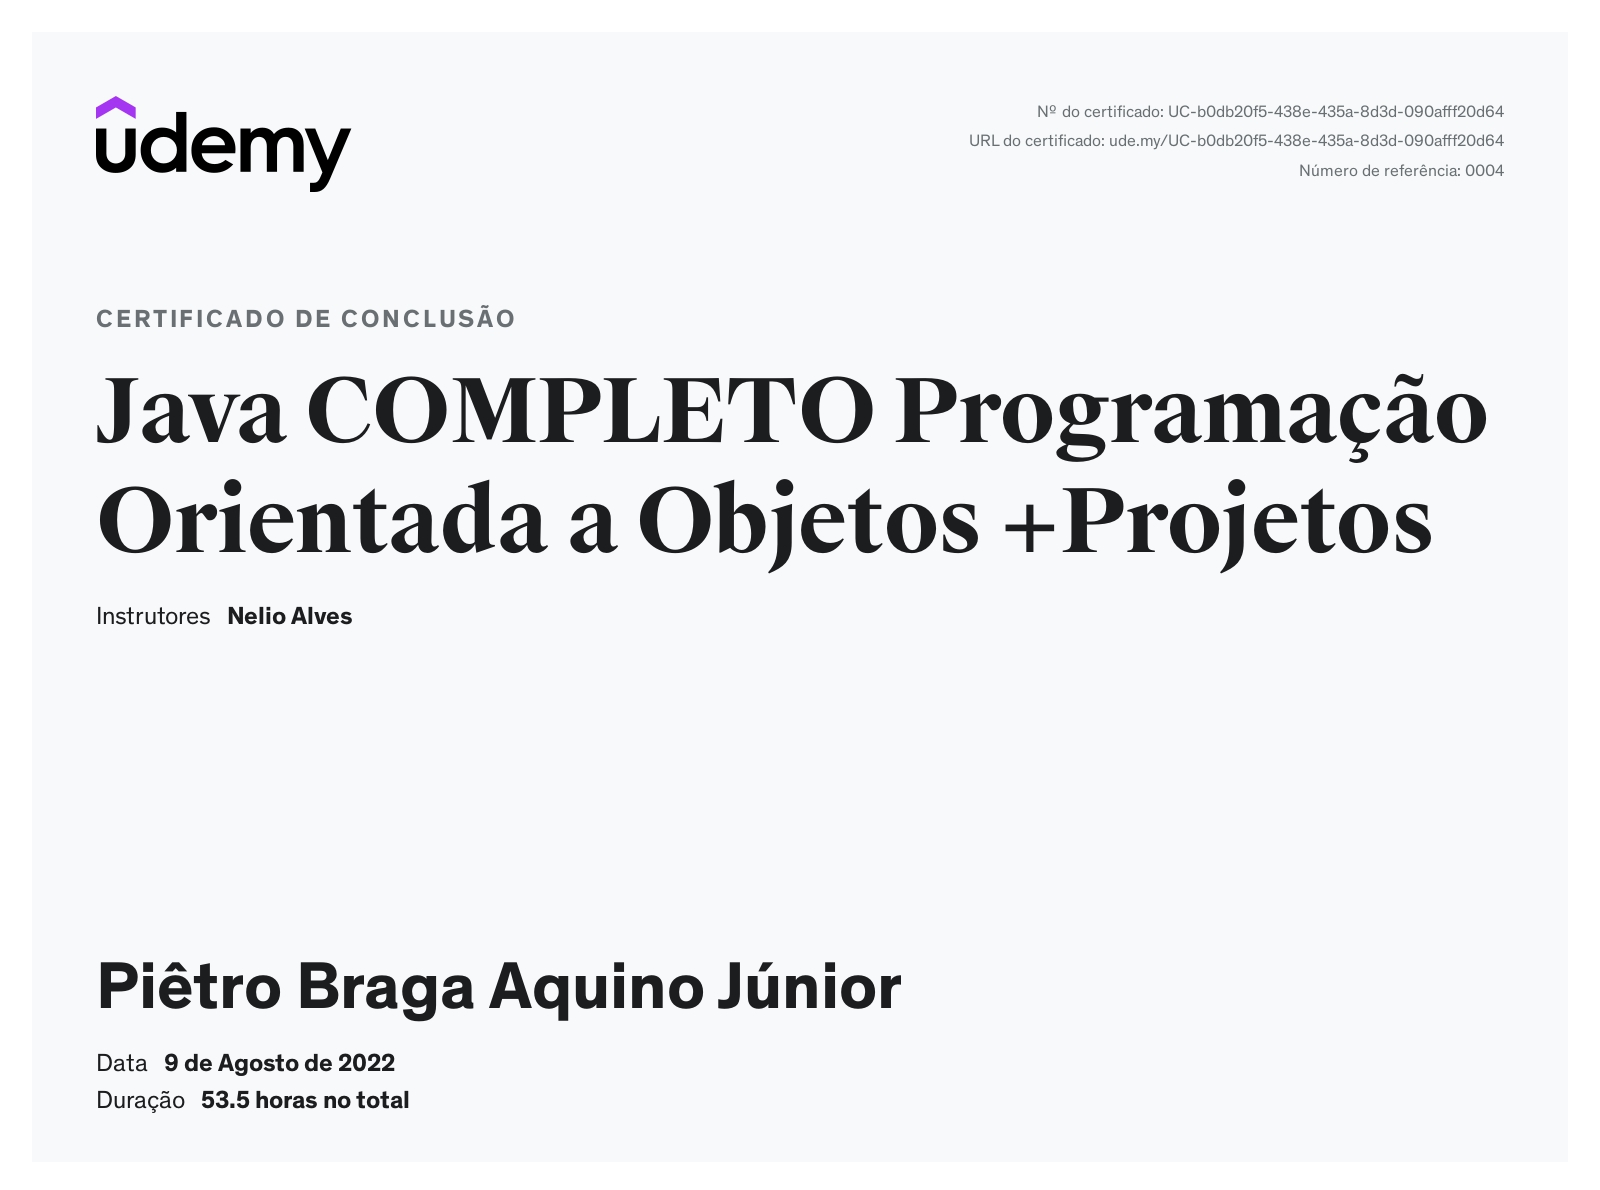 udemy
Nº do certificado: UC-b0db20f5-438e-435a-8d3d-090afff20d64
URL do certificado: ude.my/UC-b0db20f5-438e-435a-8d3d-090afff20d64
Número de referência: 0004
CERTIFICADO DE CONCLUSÃO
Java COMPLETO Programação
Orientada a Objetos +Projetos
Instrutores Nelio Alves
Piêtro Braga Aquino Júnior
Data 9 de Agosto de 2022
Duração 53.5 horas no total